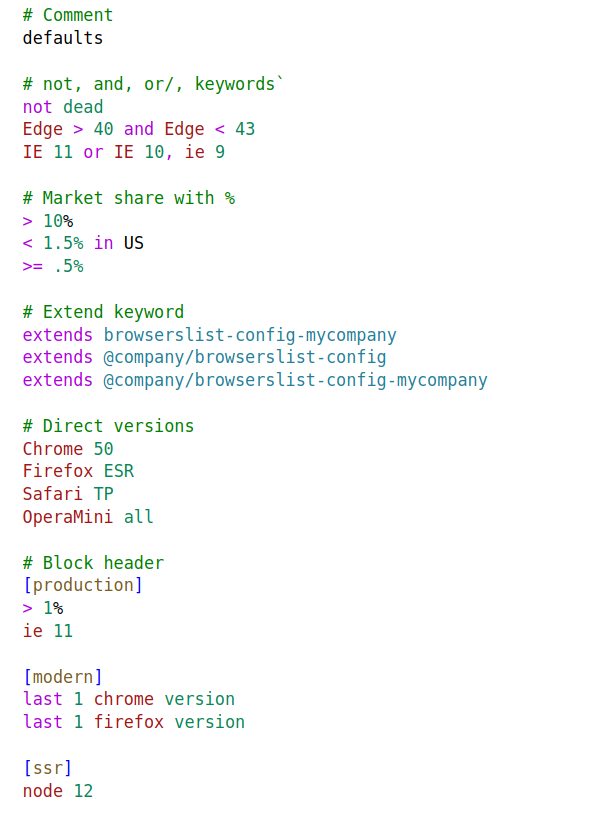 # Comment
defaults
# not, and, or/, keywords`
not dead
Edge > 40 and Edge < 43
IE 11 or IE 10, ie 9
# Market share with %
> 10%
< 1.5% in US
>= .5%
# Extend keyword
extends browserslist-config-mycompany
extends @company/browserslist-config
extends @company/browserslist-config-mycompany
# Direct versions
Chrome 50
Firefox ESR
Safari TP
OperaMini all
# Block header
[production]
> 1%
ie 11
[modern]
last 1 chrome version
last 1 firefox version
[ssr]
node 12